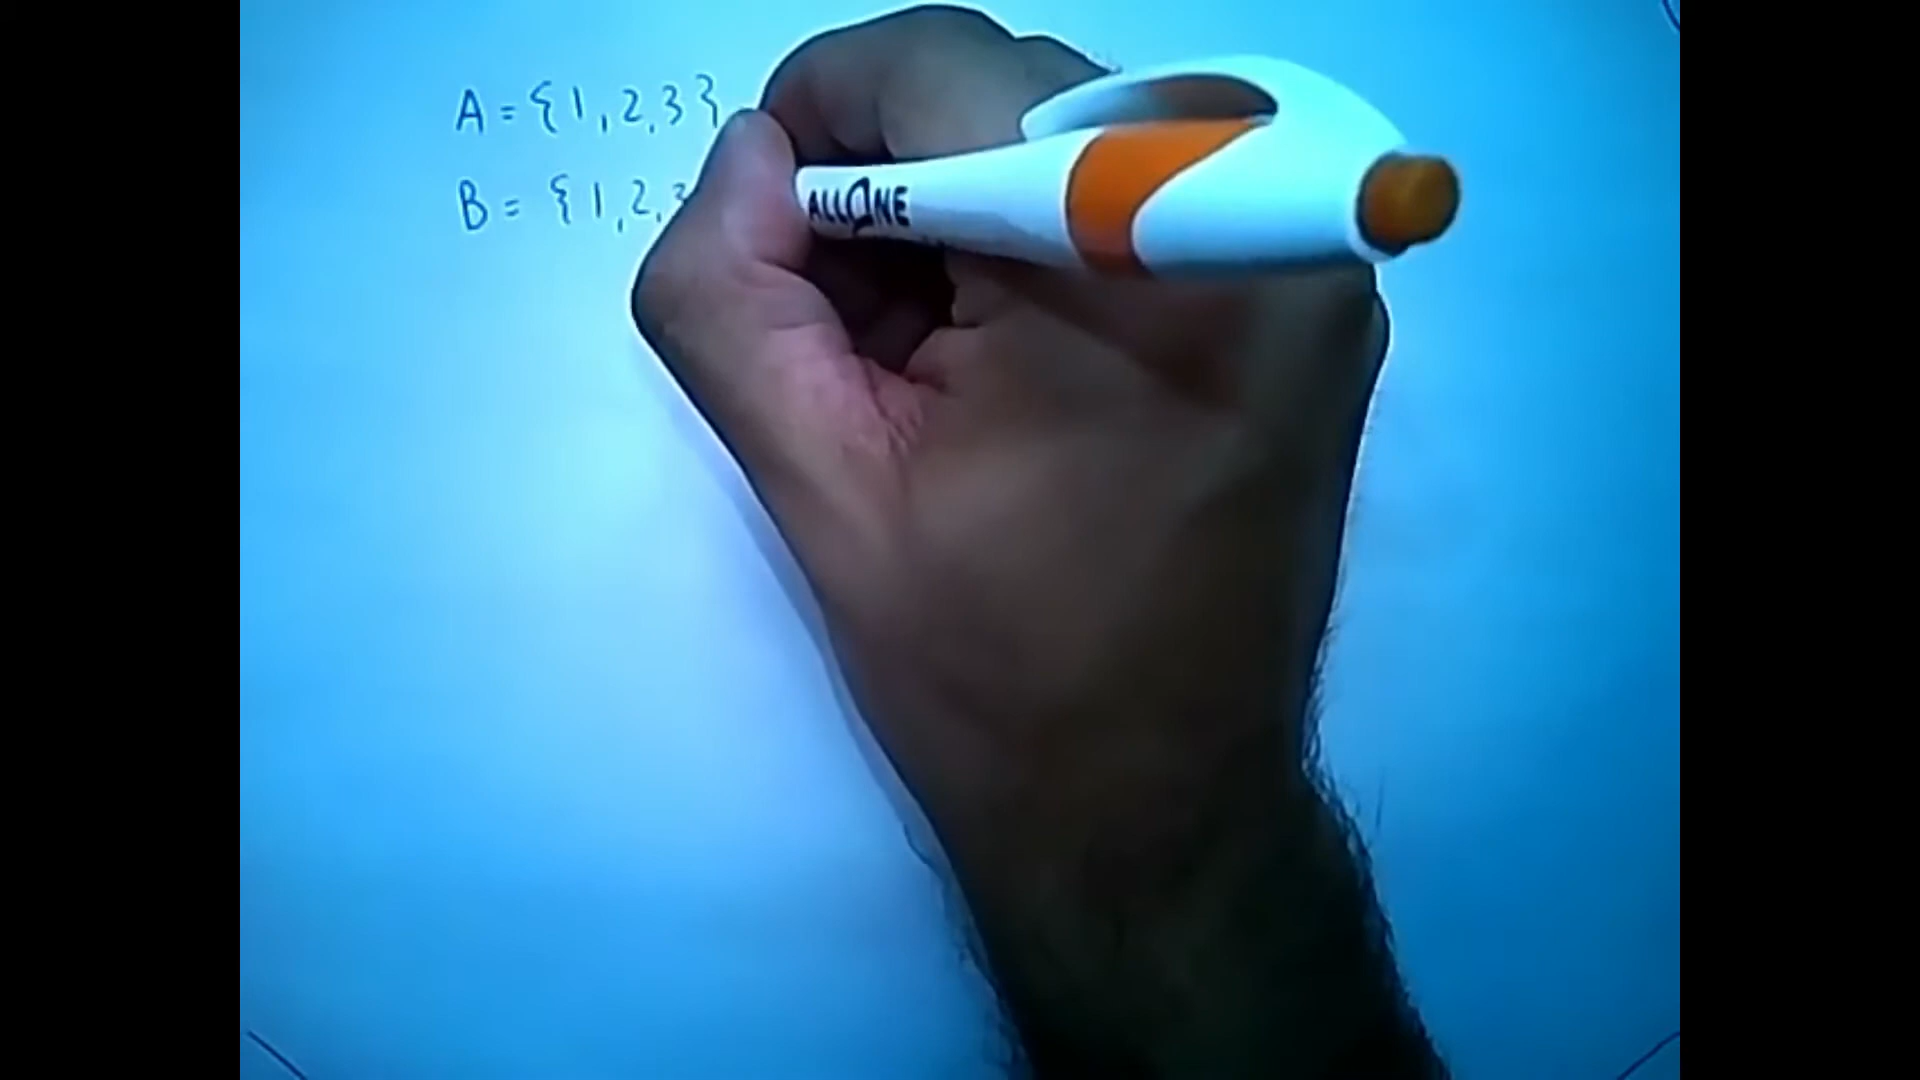 A = {1,2,3}
B = {1,2,3
ALLONE